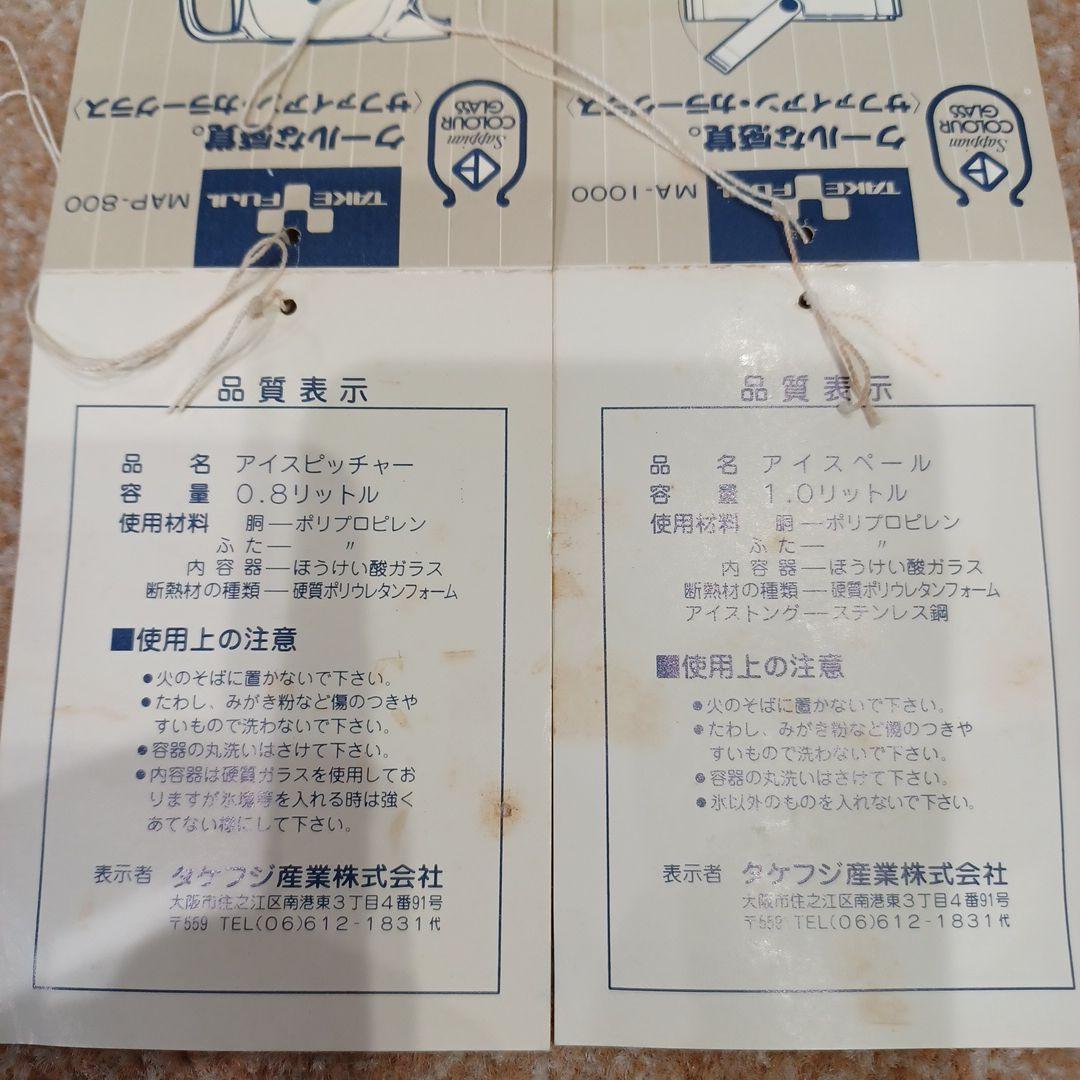 MAP-800
TAKE FUJI
クールな感覚。
〈サファイアン・カラーグラス〉
Sappian
COLOUR
GLASS
品質表示
品名 アイスピッチャー
容量 0.8リットル
使用材料 胴―ポリプロピレン
ふた― 〃
内容器―ほうけい酸ガラス
断熱材の種類―硬質ポリウレタンフォーム
■使用上の注意
●火のそばに置かないで下さい。
●たわし、みがき粉など傷のつきや
すいもので洗わないで下さい。
●容器の丸洗いはさけて下さい。
●内容器は硬質ガラスを使用してお
りますが氷塊等を入れる時は強く
あてない様にして下さい。
表示者 タケフジ産業株式会社
大阪市住之江区南港東3丁目4番91号
〒559 TEL(06)612-1831代
MA-1000
TAKE FUJI
クールな感覚。
〈サファイアン・カラーグラス〉
Sappian
COLOUR
GLASS
品質表示
品名 アイスペール
容量 1.0リットル
使用材料 胴―ポリプロピレン
ふた― 〃
内容器―ほうけい酸ガラス
断熱材の種類―硬質ポリウレタンフォーム
アイストング―ステンレス鋼
■使用上の注意
●火のそばに置かないで下さい。
●たわし、みがき粉など傷のつきや
すいもので洗わないで下さい。
●容器の丸洗いはさけて下さい。
●氷以外のものを入れないで下さい。
表示者 タケフジ産業株式会社
大阪市住之江区南港東3丁目4番91号
〒559 TEL(06)612-1831代